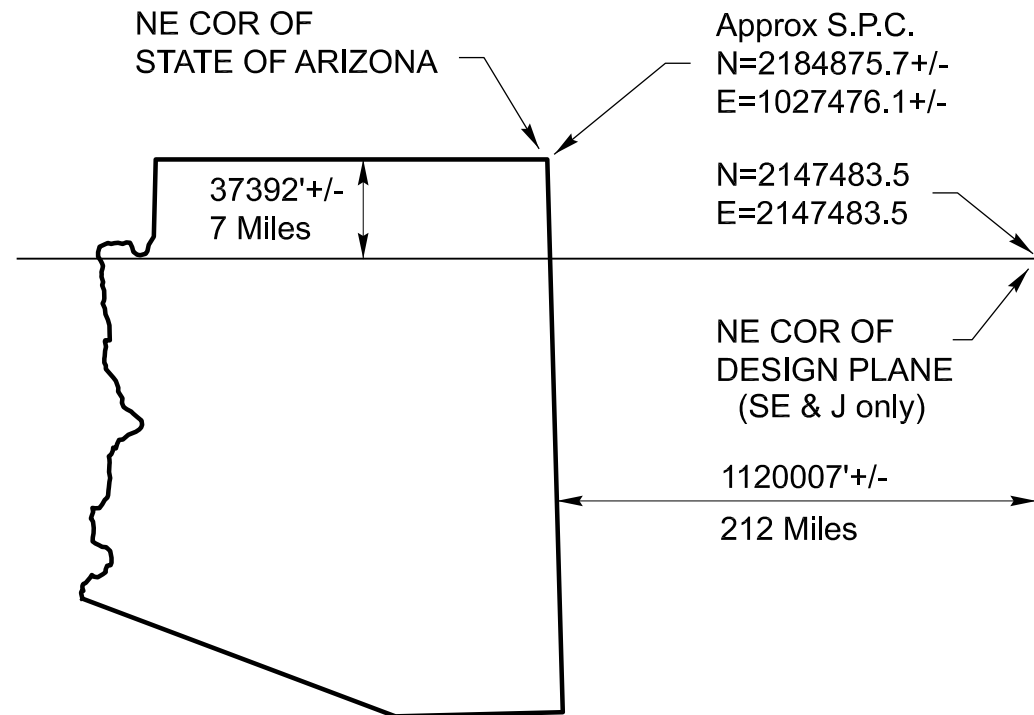 NE COR OF
STATE OF ARIZONA
Approx S.P.C.
N=2184875.7+/-
E=1027476.1+/-
37392'+/-
7 Miles
N=2147483.5
E=2147483.5
NE COR OF
DESIGN PLANE
(SE & J only)
1120007'+/-
212 Miles